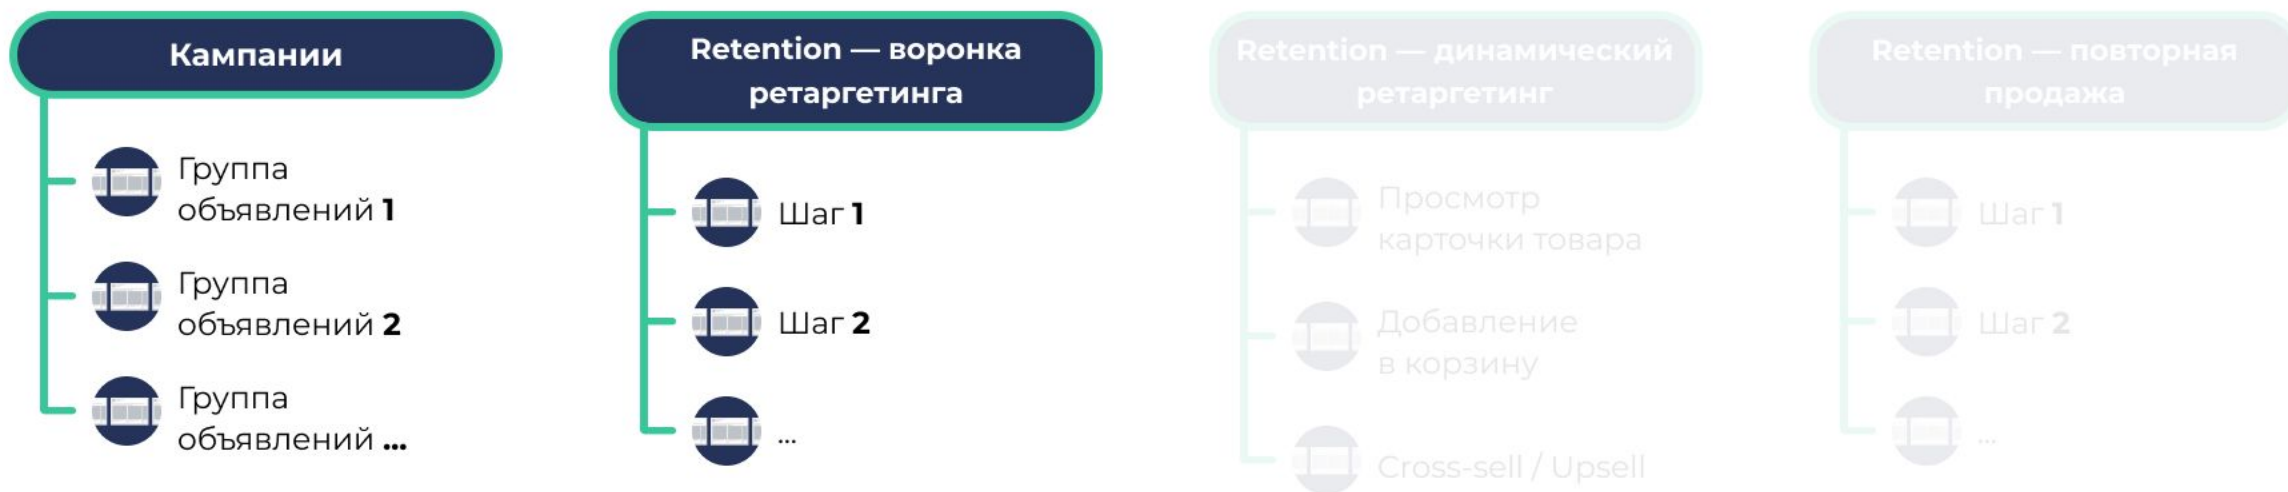 Кампании
Группа
объявлений 1
Группа
объявлений 2
Группа
объявлений ...
Retention — воронка
ретаргетинга
Шаг 1
Шаг 2
...
Retention — динамический
ретаргетинг
Просмотр
карточки товара
Добавление
в корзину
Cross-sell / Upsell
Retention — повторная
продажа
Шаг 1
Шаг 2
...